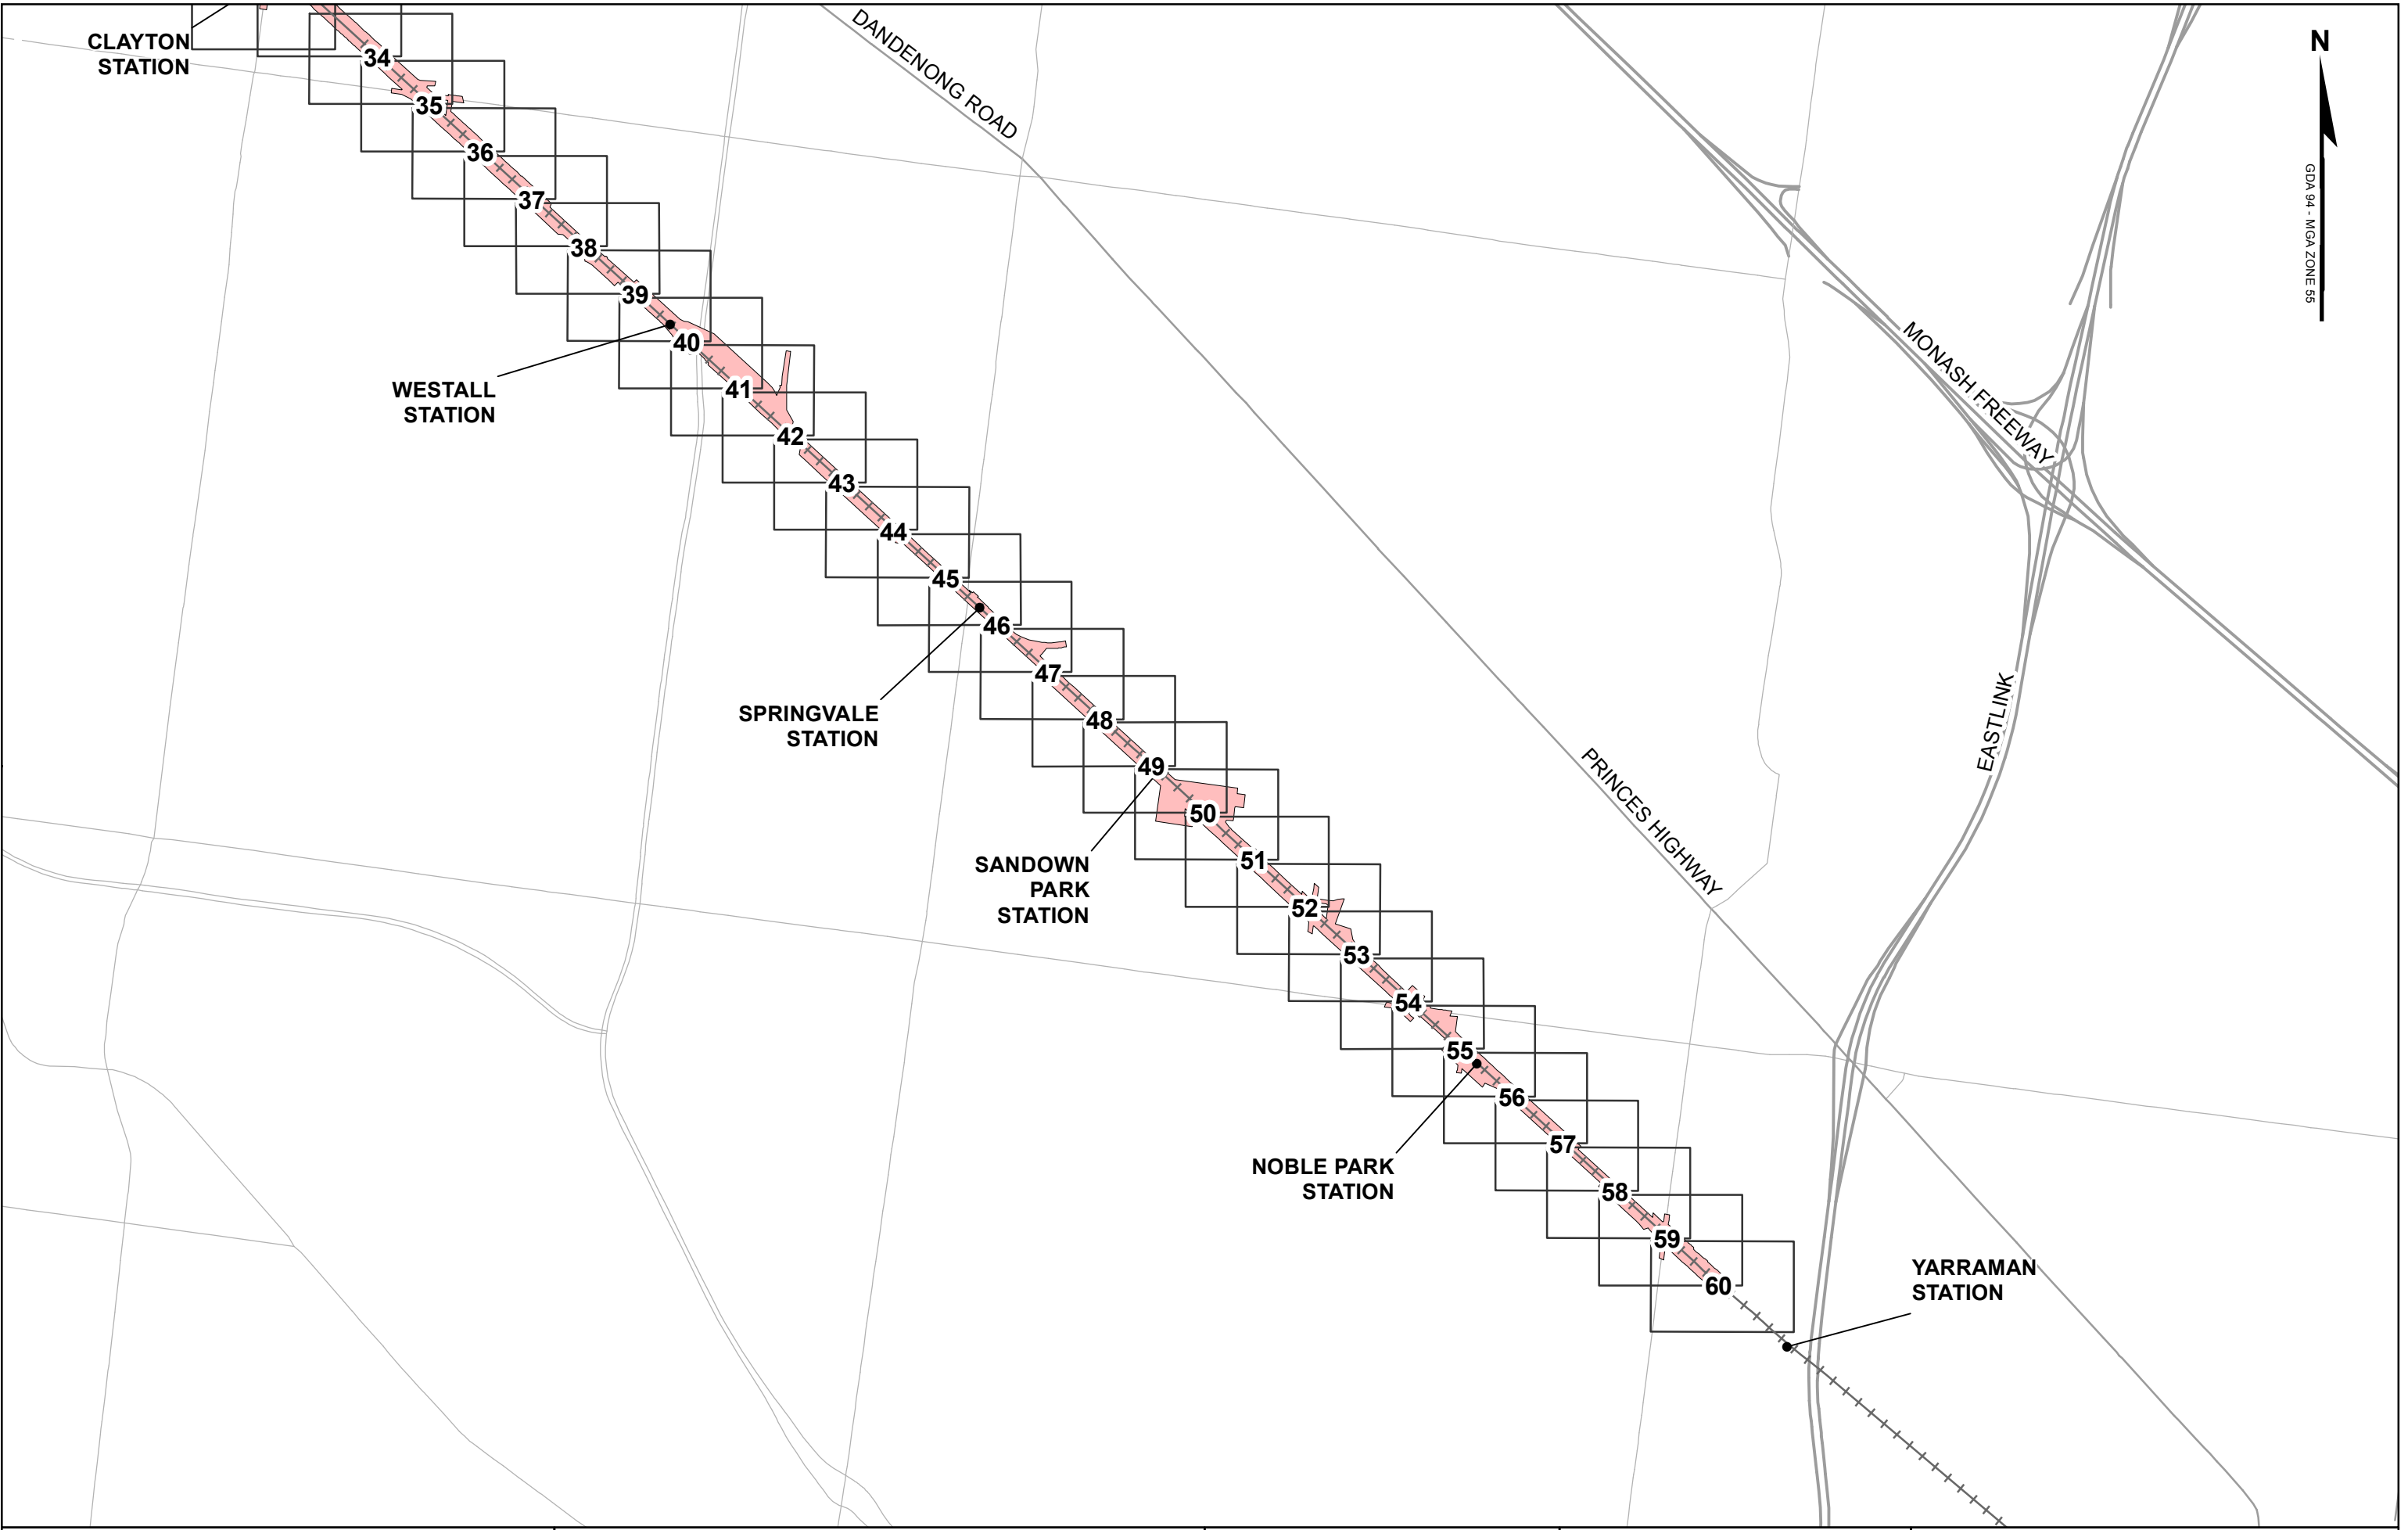 CLAYTON
STATION
DANDENONG ROAD
N
GDA 94 - MGA ZONE 55
34
35
36
37
38
39
MONASH FREEWAY
40
WESTALL
STATION
41
42
43
44
45
46
47
SPRINGVALE
STATION
48
EASTLINK
49
PRINCES HIGHWAY
50
51
SANDOWN
PARK
STATION
52
53
54
55
56
57
NOBLE PARK
STATION
58
59
60
YARRAMAN
STATION